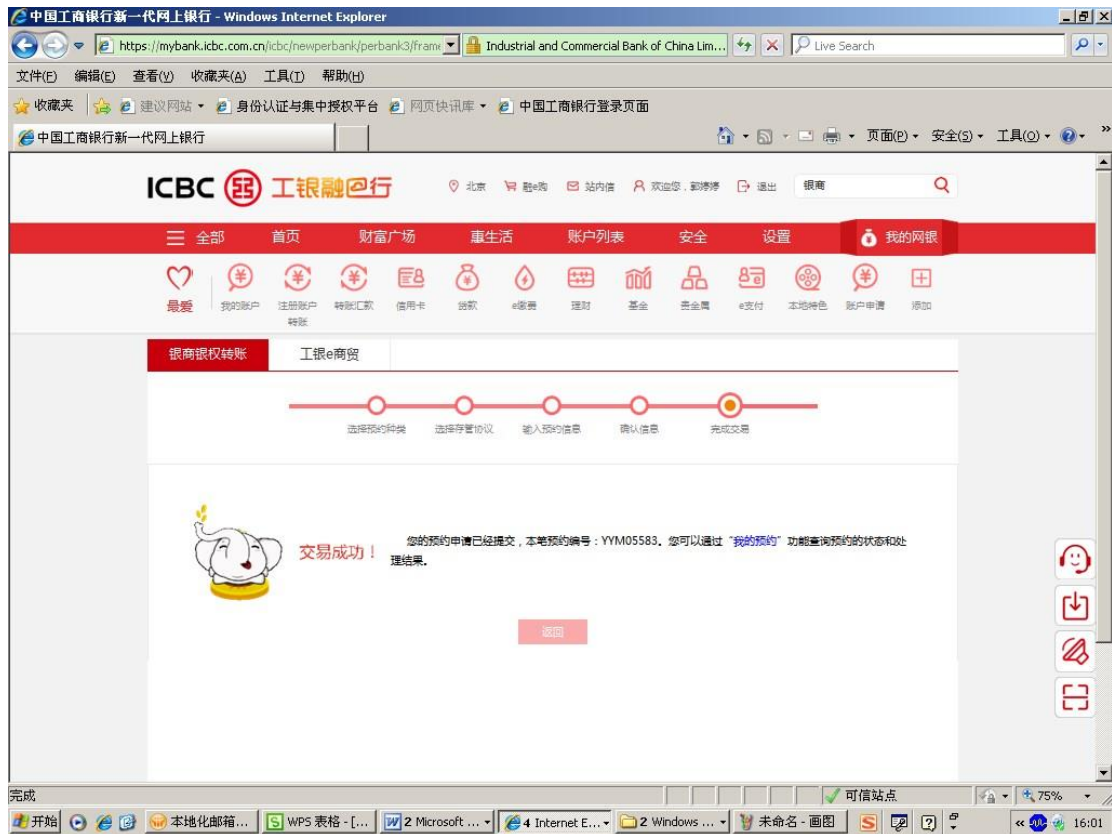 中国工商银行新一代网上银行 - Windows Internet Explorer
https://mybank.icbc.com.cn/icbc/newperbank/perbank3/frame Industrial and Commercial Bank of China Lim... Live Search
文件(F) 编辑(E) 查看(V) 收藏夹(A) 工具(T) 帮助(H)
收藏夹 建议网站 身份认证与集中授权平台 网页快讯库 中国工商银行登录页面
中国工商银行新一代网上银行 页面(P) 安全(S) 工具(O) »
ICBC 工银融e行 北京 融e购 站内信 欢迎您，郭婷婷 退出 银商
全部 首页 财富广场 惠生活 账户列表 安全 设置 我的网银
最爱 我的账户 注册账户 转账汇款 信用卡 贷款 e缴费 理财 基金 贵金属 e支付 本地特色 账户申请 添加
转账
银商银权转账 工银e商贸
选择预约种类 选择存管协议 输入预约信息 确认信息 完成交易
交易成功！ 您的预约申请已经提交，本笔预约编号：YYM05583。您可以通过“我的预约”功能查询预约的状态和处
理结果。
返回
完成 可信站点 75%
开始 本地化邮箱... WPS 表格 - [... 2 Microsoft ... 4 Internet E... 2 Windows ... 未命名 - 画图 « 16:01